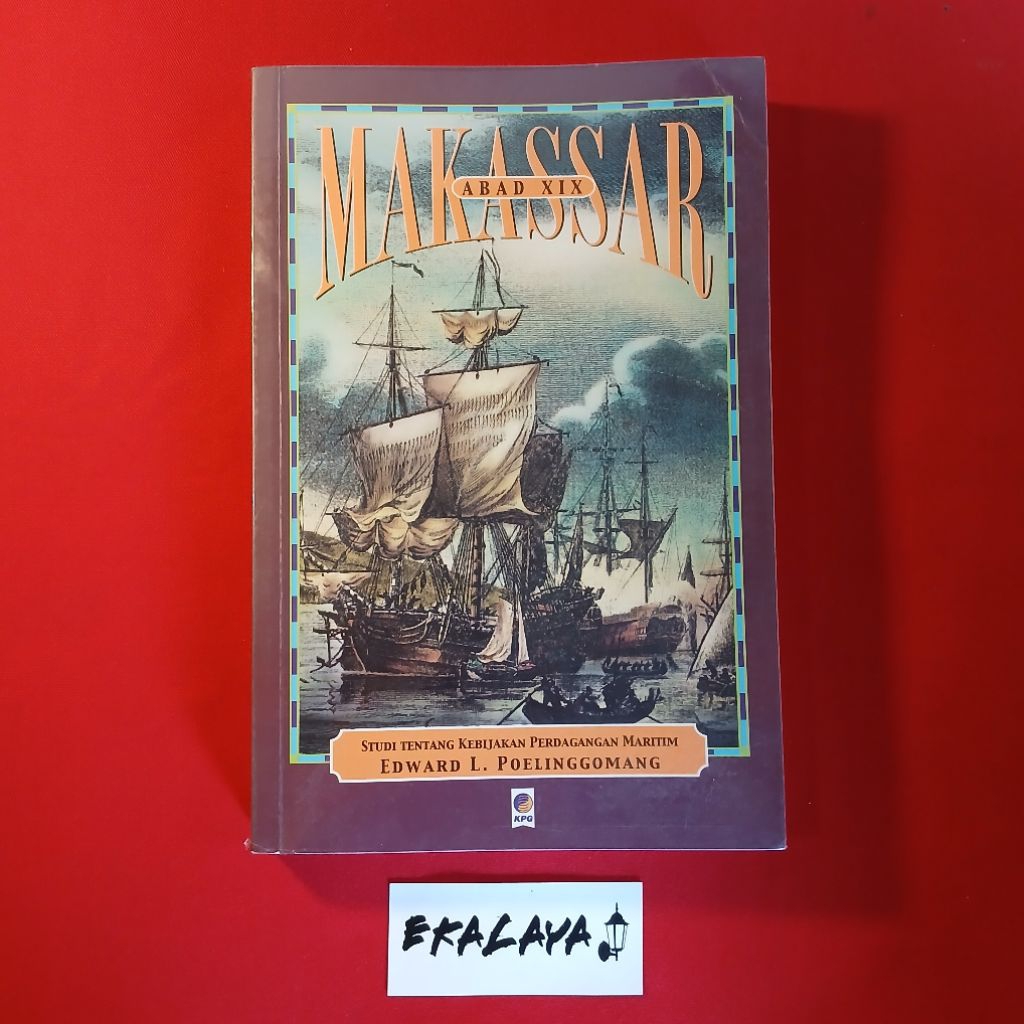 MAKASSAR
ABAD XIX
STUDI TENTANG KEBIJAKAN PERDAGANGAN MARITIM
EDWARD L. POELINGGOMANG
KPG
EKALAYA